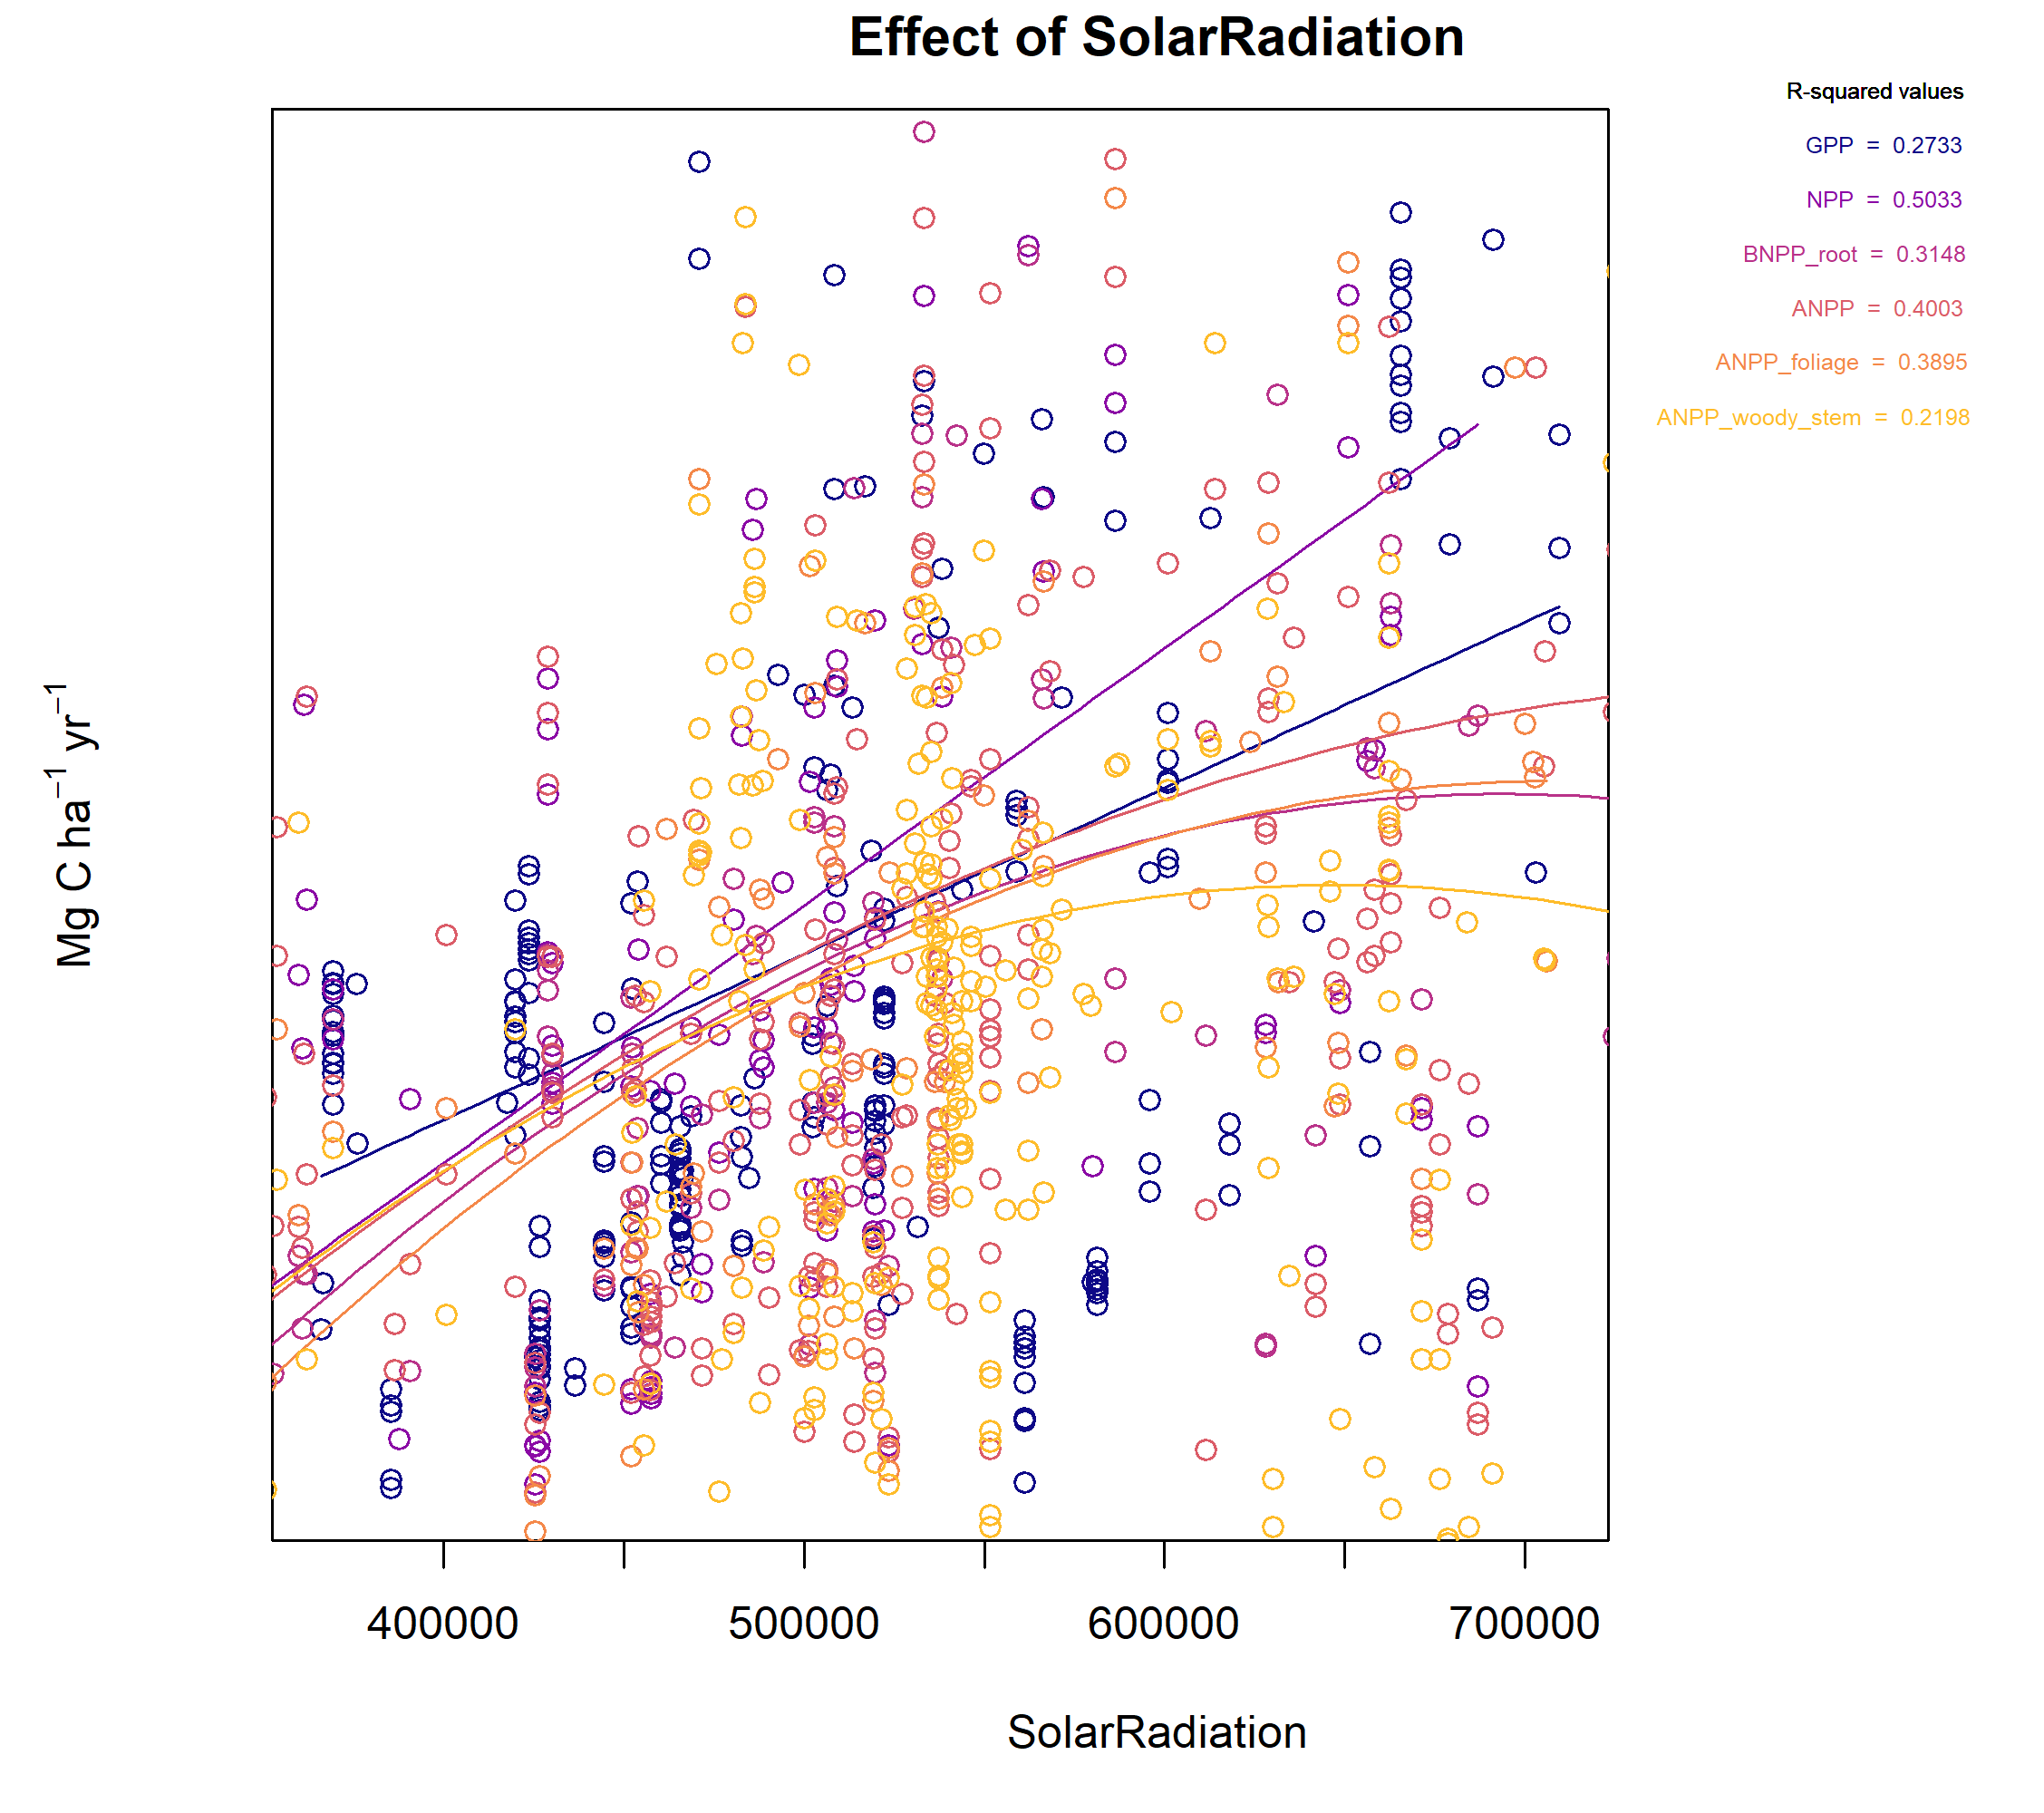 Effect of SolarRadiation
R-squared values
GPP = 0.2733
NPP = 0.5033
BNPP_root = 0.3148
ANPP = 0.4003
ANPP_foliage = 0.3895
ANPP_woody_stem = 0.2198
Mg C ha⁻¹ yr⁻¹
400000 500000 600000 700000
SolarRadiation